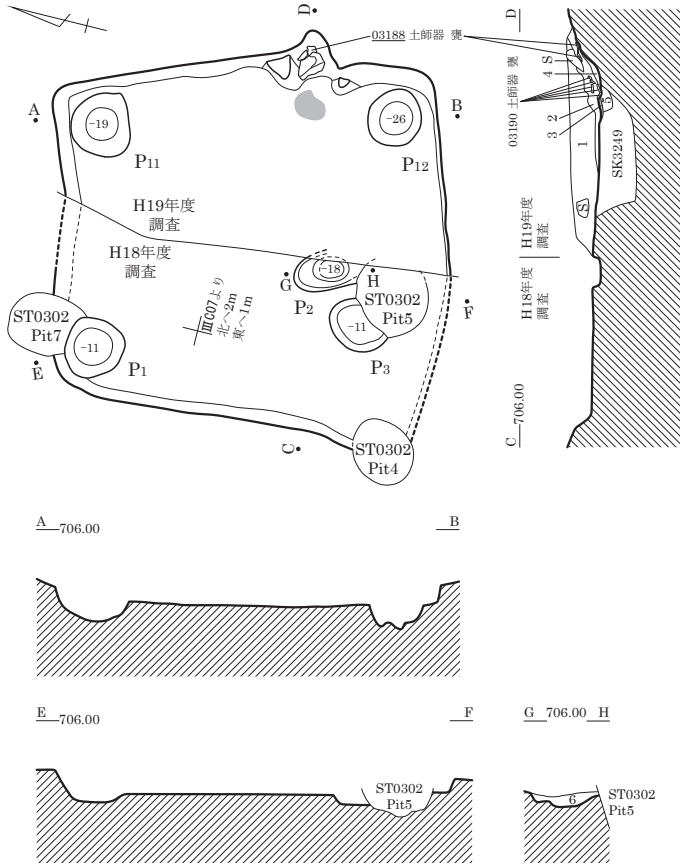 D
03188 土師器 甕
A
B
-19
-26
P11
P12
H19年度
調査
H18年度
調査
-18
G
H
P2
ST0302
Pit5
F
ⅢG07より
北へ2m
東へ1m
ST0302
Pit7
-11
P1
-11
P3
E
C
ST0302
Pit4
D
03190 土師器 甕
S
4
5
2
3
1
SK3249
S
H19年度
調査
H18年度
調査
C 706.00
A 706.00 B
E 706.00 F
ST0302
Pit5
G 706.00 H
6
ST0302
Pit5